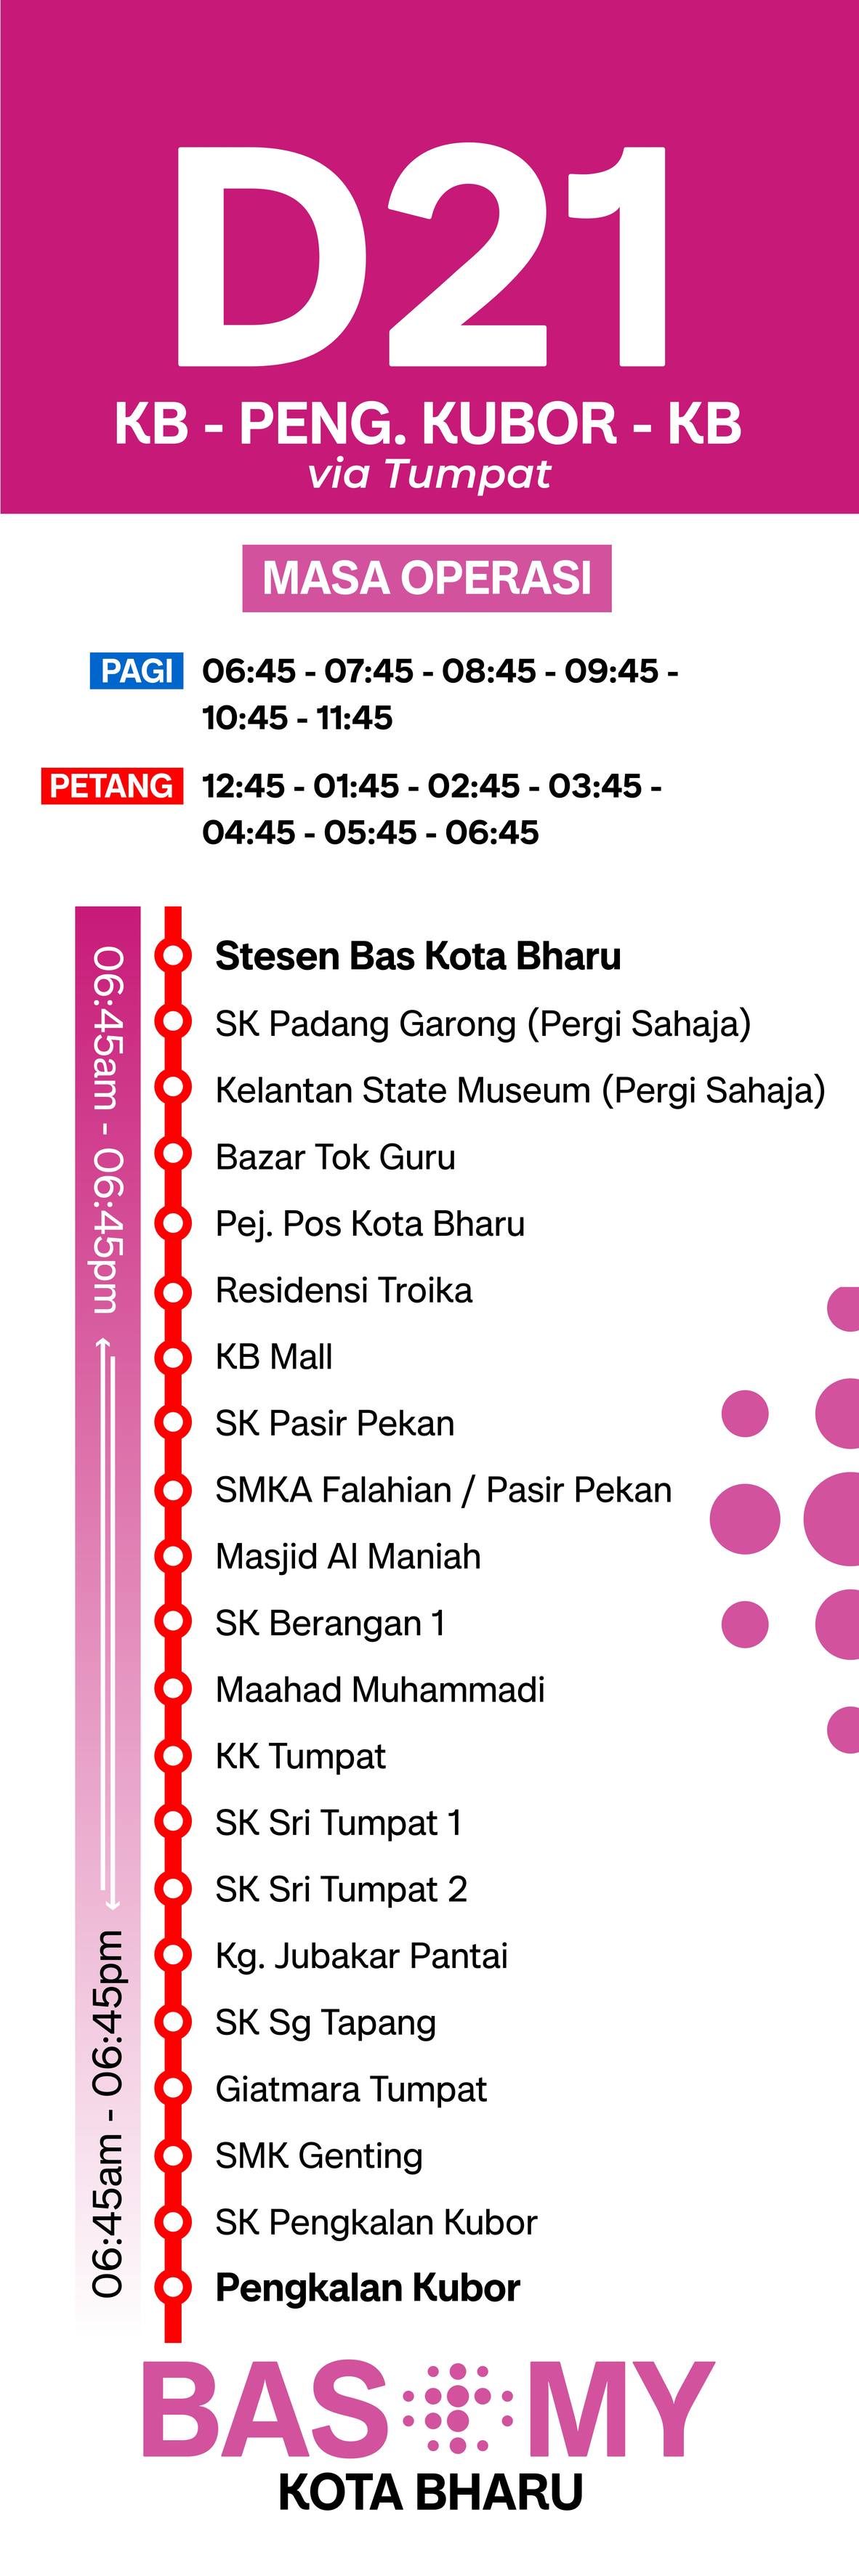 D21
KB - PENG. KUBOR - KB
via Tumpat
MASA OPERASI
PAGI 06:45 - 07:45 - 08:45 - 09:45 -
10:45 - 11:45
PETANG 12:45 - 01:45 - 02:45 - 03:45 -
04:45 - 05:45 - 06:45
06:45am - 06:45pm
06:45am - 06:45pm
Stesen Bas Kota Bharu
SK Padang Garong (Pergi Sahaja)
Kelantan State Museum (Pergi Sahaja)
Bazar Tok Guru
Pej. Pos Kota Bharu
Residensi Troika
KB Mall
SK Pasir Pekan
SMKA Falahian / Pasir Pekan
Masjid Al Maniah
SK Berangan 1
Maahad Muhammadi
KK Tumpat
SK Sri Tumpat 1
SK Sri Tumpat 2
Kg. Jubakar Pantai
SK Sg Tapang
Giatmara Tumpat
SMK Genting
SK Pengkalan Kubor
Pengkalan Kubor
BAS MY
KOTA BHARU